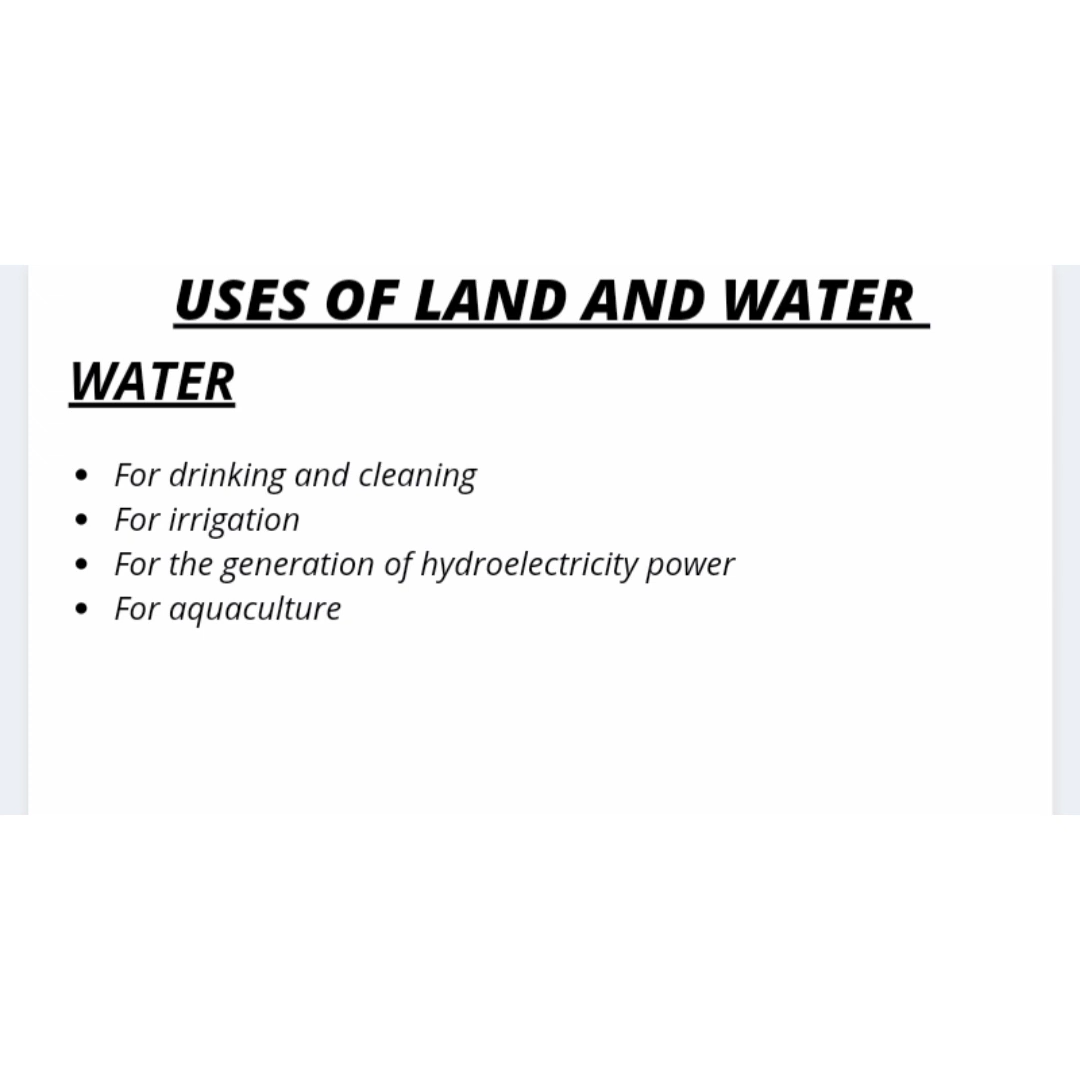 USES OF LAND AND WATER
WATER
• For drinking and cleaning
• For irrigation
• For the generation of hydroelectricity power
• For aquaculture